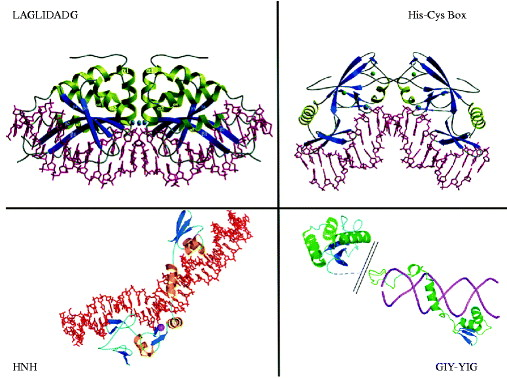 LAGLIDADG
His-Cys Box
HNH
GIY-YIG